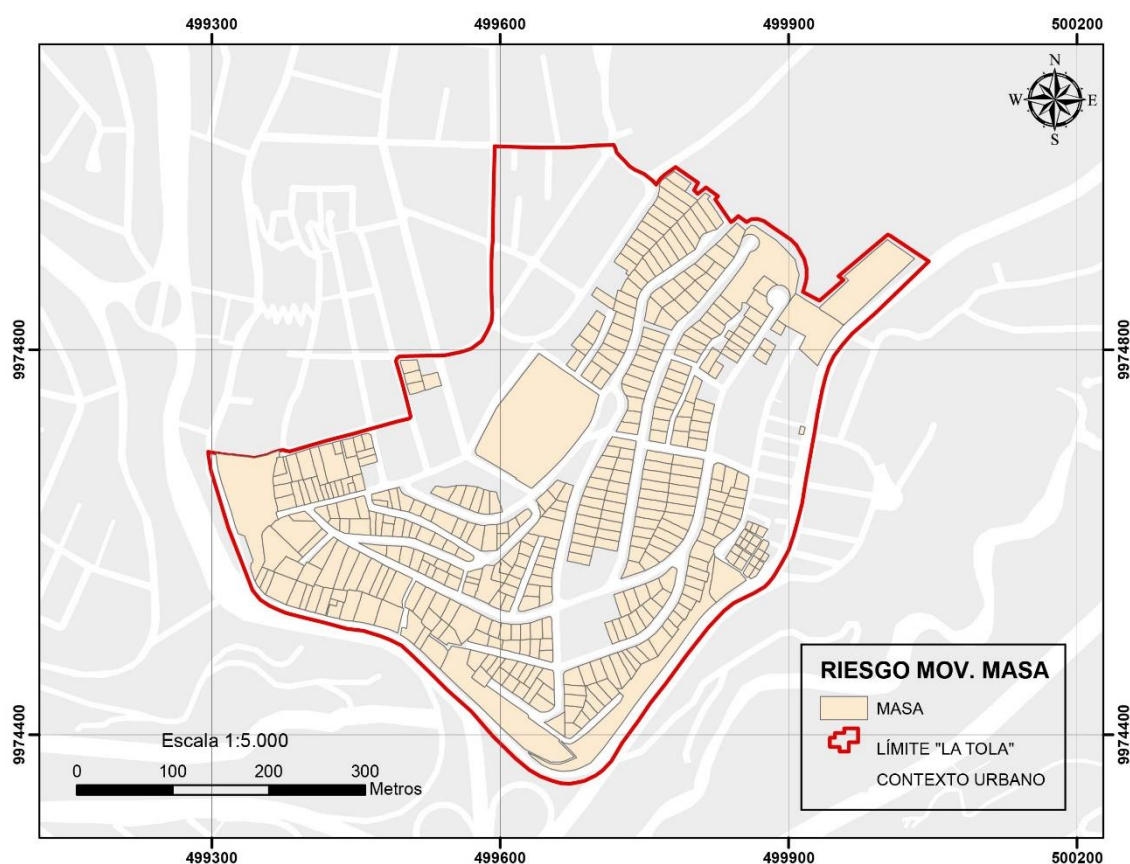 499300
499600
499900
500200
N
W
E
S
9974800
9974800
9974400
9974400
RIESGO MOV. MASA
MASA
LÍMITE "LA TOLA"
CONTEXTO URBANO
Escala 1:5.000
0 100 200 300
Metros
499300
499600
499900
500200